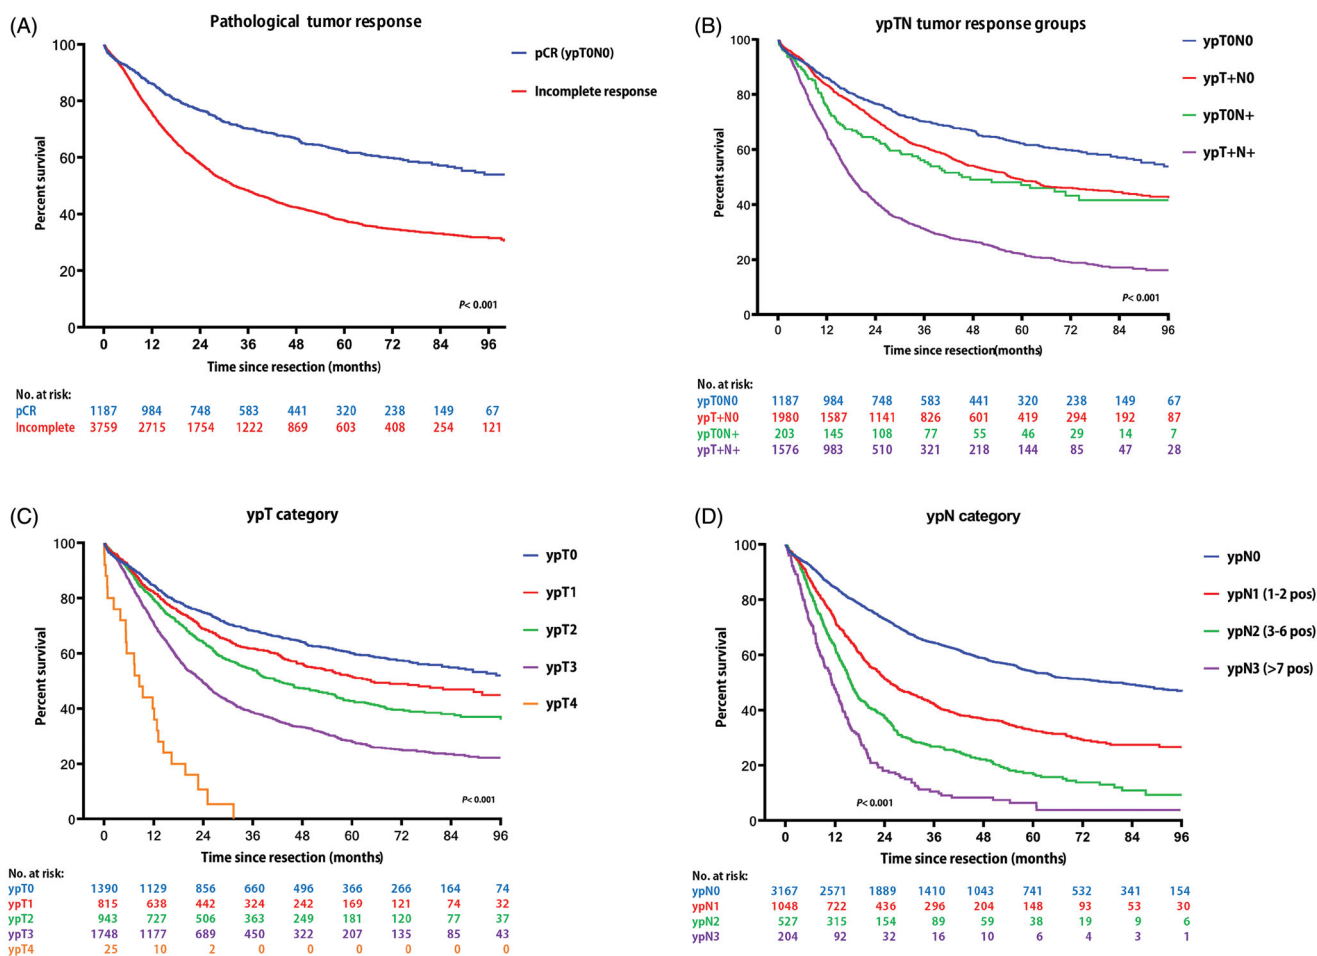 (A)
Pathological tumor response
100
80
60
40
20
0
Percent survival
pCR (ypT0N0)
Incomplete response
P< 0.001
0 12 24 36 48 60 72 84 96
Time since resection (months)
No. at risk:
pCR 1187 984 748 583 441 320 238 149 67
Incomplete 3759 2715 1754 1222 869 603 408 254 121
(B)
ypTN tumor response groups
100
80
60
40
20
0
Percent survival
ypT0N0
ypT+N0
ypT0N+
ypT+N+
P< 0.001
0 12 24 36 48 60 72 84 96
Time since resection(months)
No. at risk:
ypT0N0 1187 984 748 583 441 320 238 149 67
ypT+N0 1980 1587 1141 826 601 419 294 192 87
ypT0N+ 203 145 108 77 55 46 29 14 7
ypT+N+ 1576 983 510 321 218 144 85 47 28
(C)
ypT category
100
80
60
40
20
0
Percent survival
ypT0
ypT1
ypT2
ypT3
ypT4
P< 0.001
0 12 24 36 48 60 72 84 96
Time since resection (months)
No. at risk:
ypT0 1390 1129 856 660 496 366 266 164 74
ypT1 815 638 442 324 242 169 121 74 32
ypT2 943 727 506 363 249 181 120 77 37
ypT3 1748 1177 689 450 322 207 135 85 43
ypT4 25 10 2 0 0 0 0 0 0
(D)
ypN category
100
80
60
40
20
0
Percent survival
ypN0
ypN1 (1-2 pos)
ypN2 (3-6 pos)
ypN3 (>7 pos)
P< 0.001
0 12 24 36 48 60 72 84 96
Time since resection (months)
No. at risk:
ypN0 3167 2571 1889 1410 1043 741 532 341 154
ypN1 1048 722 436 296 204 148 93 53 30
ypN2 527 315 154 89 59 38 19 9 6
ypN3 204 92 32 16 10 6 4 3 1